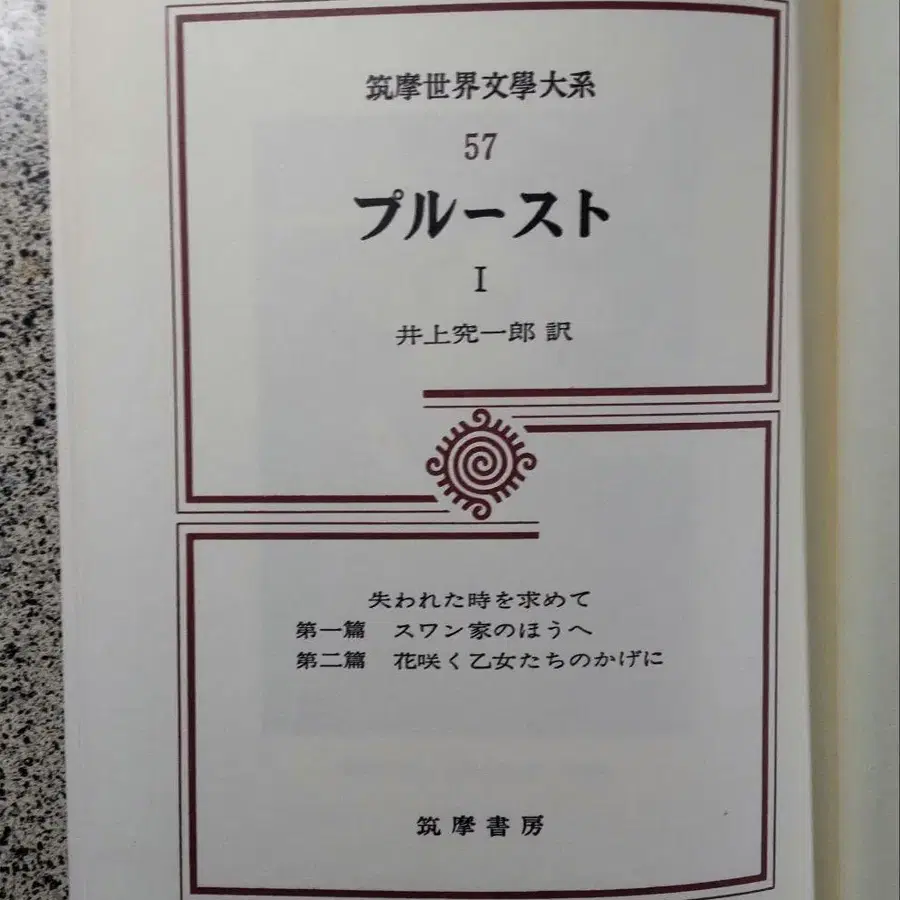 筑摩世界文學大系
57
プルースト
I
井上究一郎 訳
失われた時を求めて
第一篇 スワン家のほうへ
第二篇 花咲く乙女たちのかげに
筑摩書房